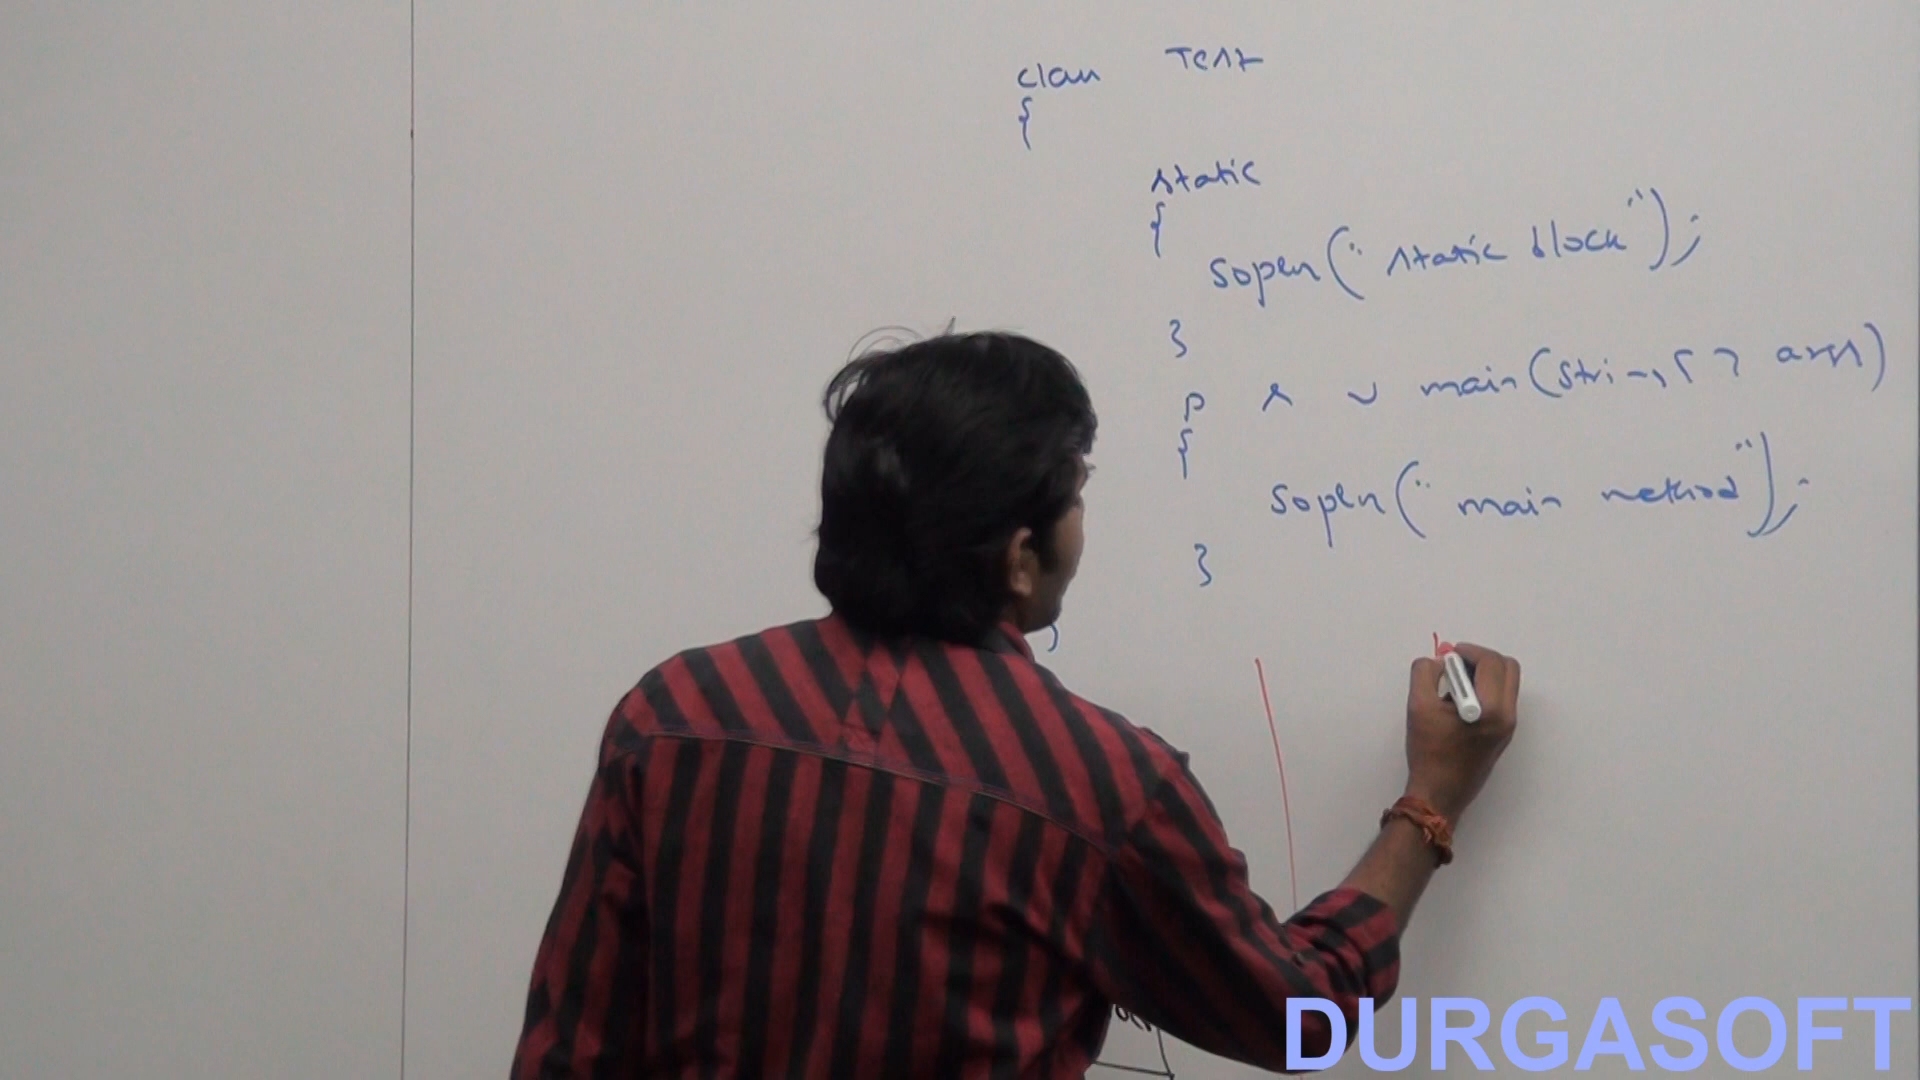 class Test
{
static
{
sopln("static block");
}
p s v main(String[] args)
{
sopln("main method");
}
}
DURGASOFT